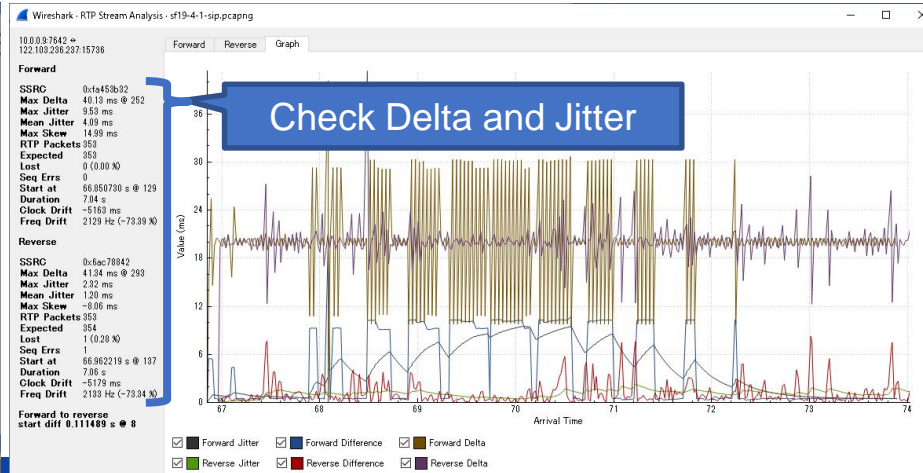 Wireshark · RTP Stream Analysis · sf19-4-1-sip.pcapng
10.0.0.9:7642 ↔
122.103.236.237:15736
Forward
SSRC 0xfa453b32
Max Delta 40.13 ms @ 252
Max Jitter 9.53 ms
Mean Jitter 4.09 ms
Max Skew 14.99 ms
RTP Packets 353
Expected 353
Lost 0 (0.00 %)
Seq Errs 0
Start at 66.850730 s @ 129
Duration 7.04 s
Clock Drift -5163 ms
Freq Drift 2129 Hz (-73.39 %)
Reverse
SSRC 0x6ac78842
Max Delta 41.34 ms @ 293
Max Jitter 2.32 ms
Mean Jitter 1.20 ms
Max Skew -8.06 ms
RTP Packets 353
Expected 354
Lost 1 (0.28 %)
Seq Errs 1
Start at 66.962219 s @ 137
Duration 7.06 s
Clock Drift -5179 ms
Freq Drift 2133 Hz (-73.34 %)
Forward to reverse
start diff 0.111489 s @ 8
Forward Reverse Graph
Check Delta and Jitter
36
30
24
18
12
6
0
Value (ms)
67 68 69 70 71 72 73 74
Arrival Time
Forward Jitter Forward Difference Forward Delta
Reverse Jitter Reverse Difference Reverse Delta